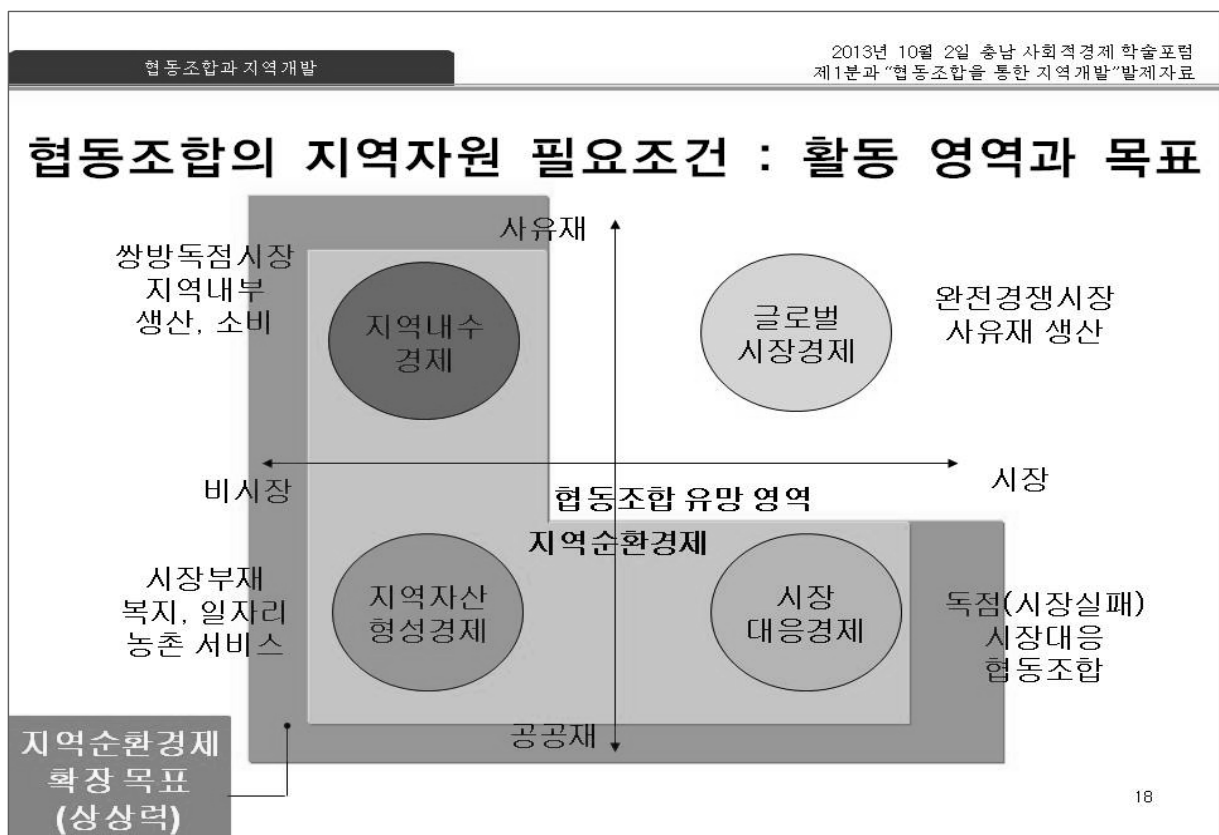 협동조합과 지역개발
2013년 10월 2일 충남 사회적경제 학술포럼
제1분과 “협동조합을 통한 지역개발”발제자료
협동조합의 지역자원 필요조건 : 활동 영역과 목표
사유재
쌍방독점시장
지역내부
생산, 소비
지역내수
경제
글로벌
시장경제
완전경쟁시장
사유재 생산
비시장
시장
협동조합 유망 영역
지역순환경제
시장부재
복지, 일자리
농촌 서비스
지역자산
형성경제
시장
대응경제
독점(시장실패)
시장대응
협동조합
공공재
지역순환경제
확장 목표
(상상력)
18